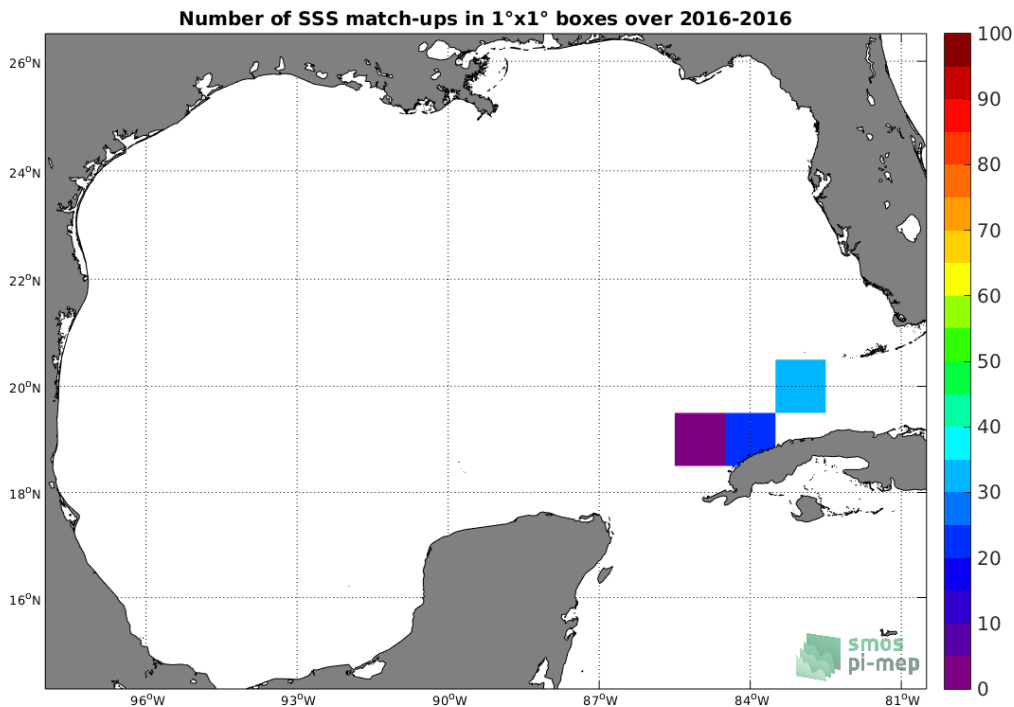 Number of SSS match-ups in 1°x1° boxes over 2016-2016
26°N
24°N
22°N
20°N
18°N
16°N
96°W
93°W
90°W
87°W
84°W
81°W
100
90
80
70
60
50
40
30
20
10
0
smos
pi-mep